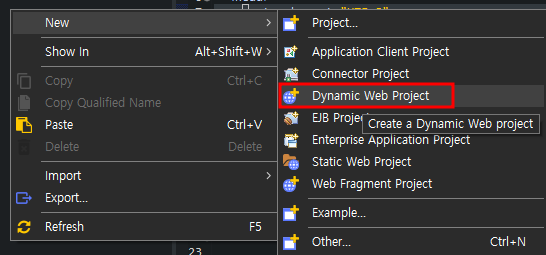 New >
Show In Alt+Shift+W >
Copy Ctrl+C
Copy Qualified Name
Paste Ctrl+V
Delete Delete
Import >
Export...
Refresh F5
Project...
Application Client Project
Connector Project
Dynamic Web Project
EJB Project
Create a Dynamic Web project
Enterprise Application Project
Static Web Project
Web Fragment Project
Example...
Other... Ctrl+N
23